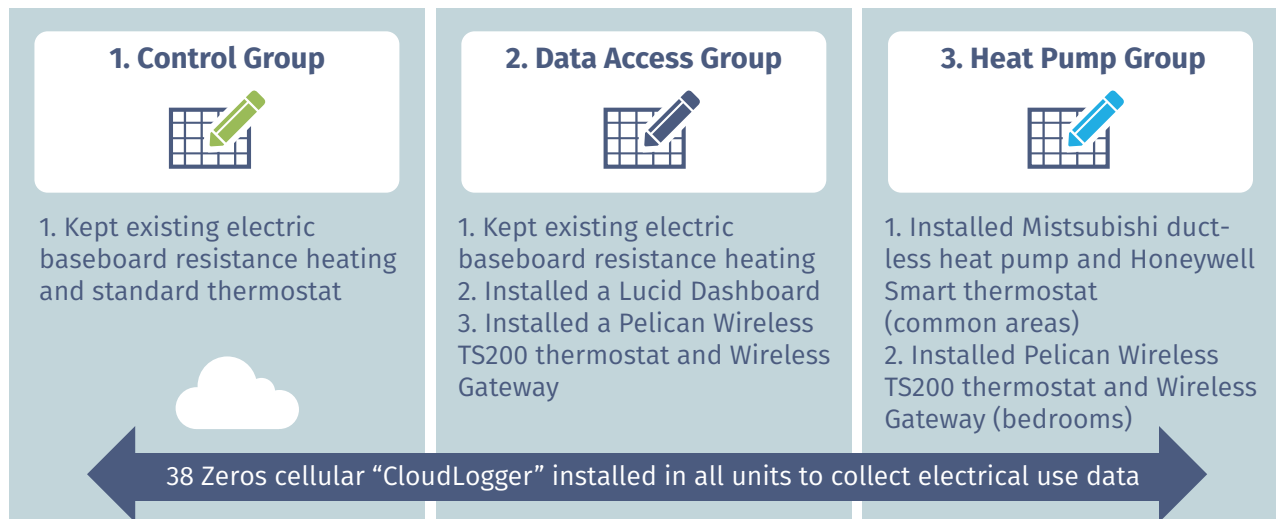 1. Control Group
1. Kept existing electric
baseboard resistance heating
and standard thermostat
2. Data Access Group
1. Kept existing electric
baseboard resistance heating
2. Installed a Lucid Dashboard
3. Installed a Pelican Wireless
TS200 thermostat and Wireless
Gateway
3. Heat Pump Group
1. Installed Mistsubishi duct-
less heat pump and Honeywell
Smart thermostat
(common areas)
2. Installed Pelican Wireless
TS200 thermostat and Wireless
Gateway (bedrooms)
38 Zeros cellular “CloudLogger” installed in all units to collect electrical use data